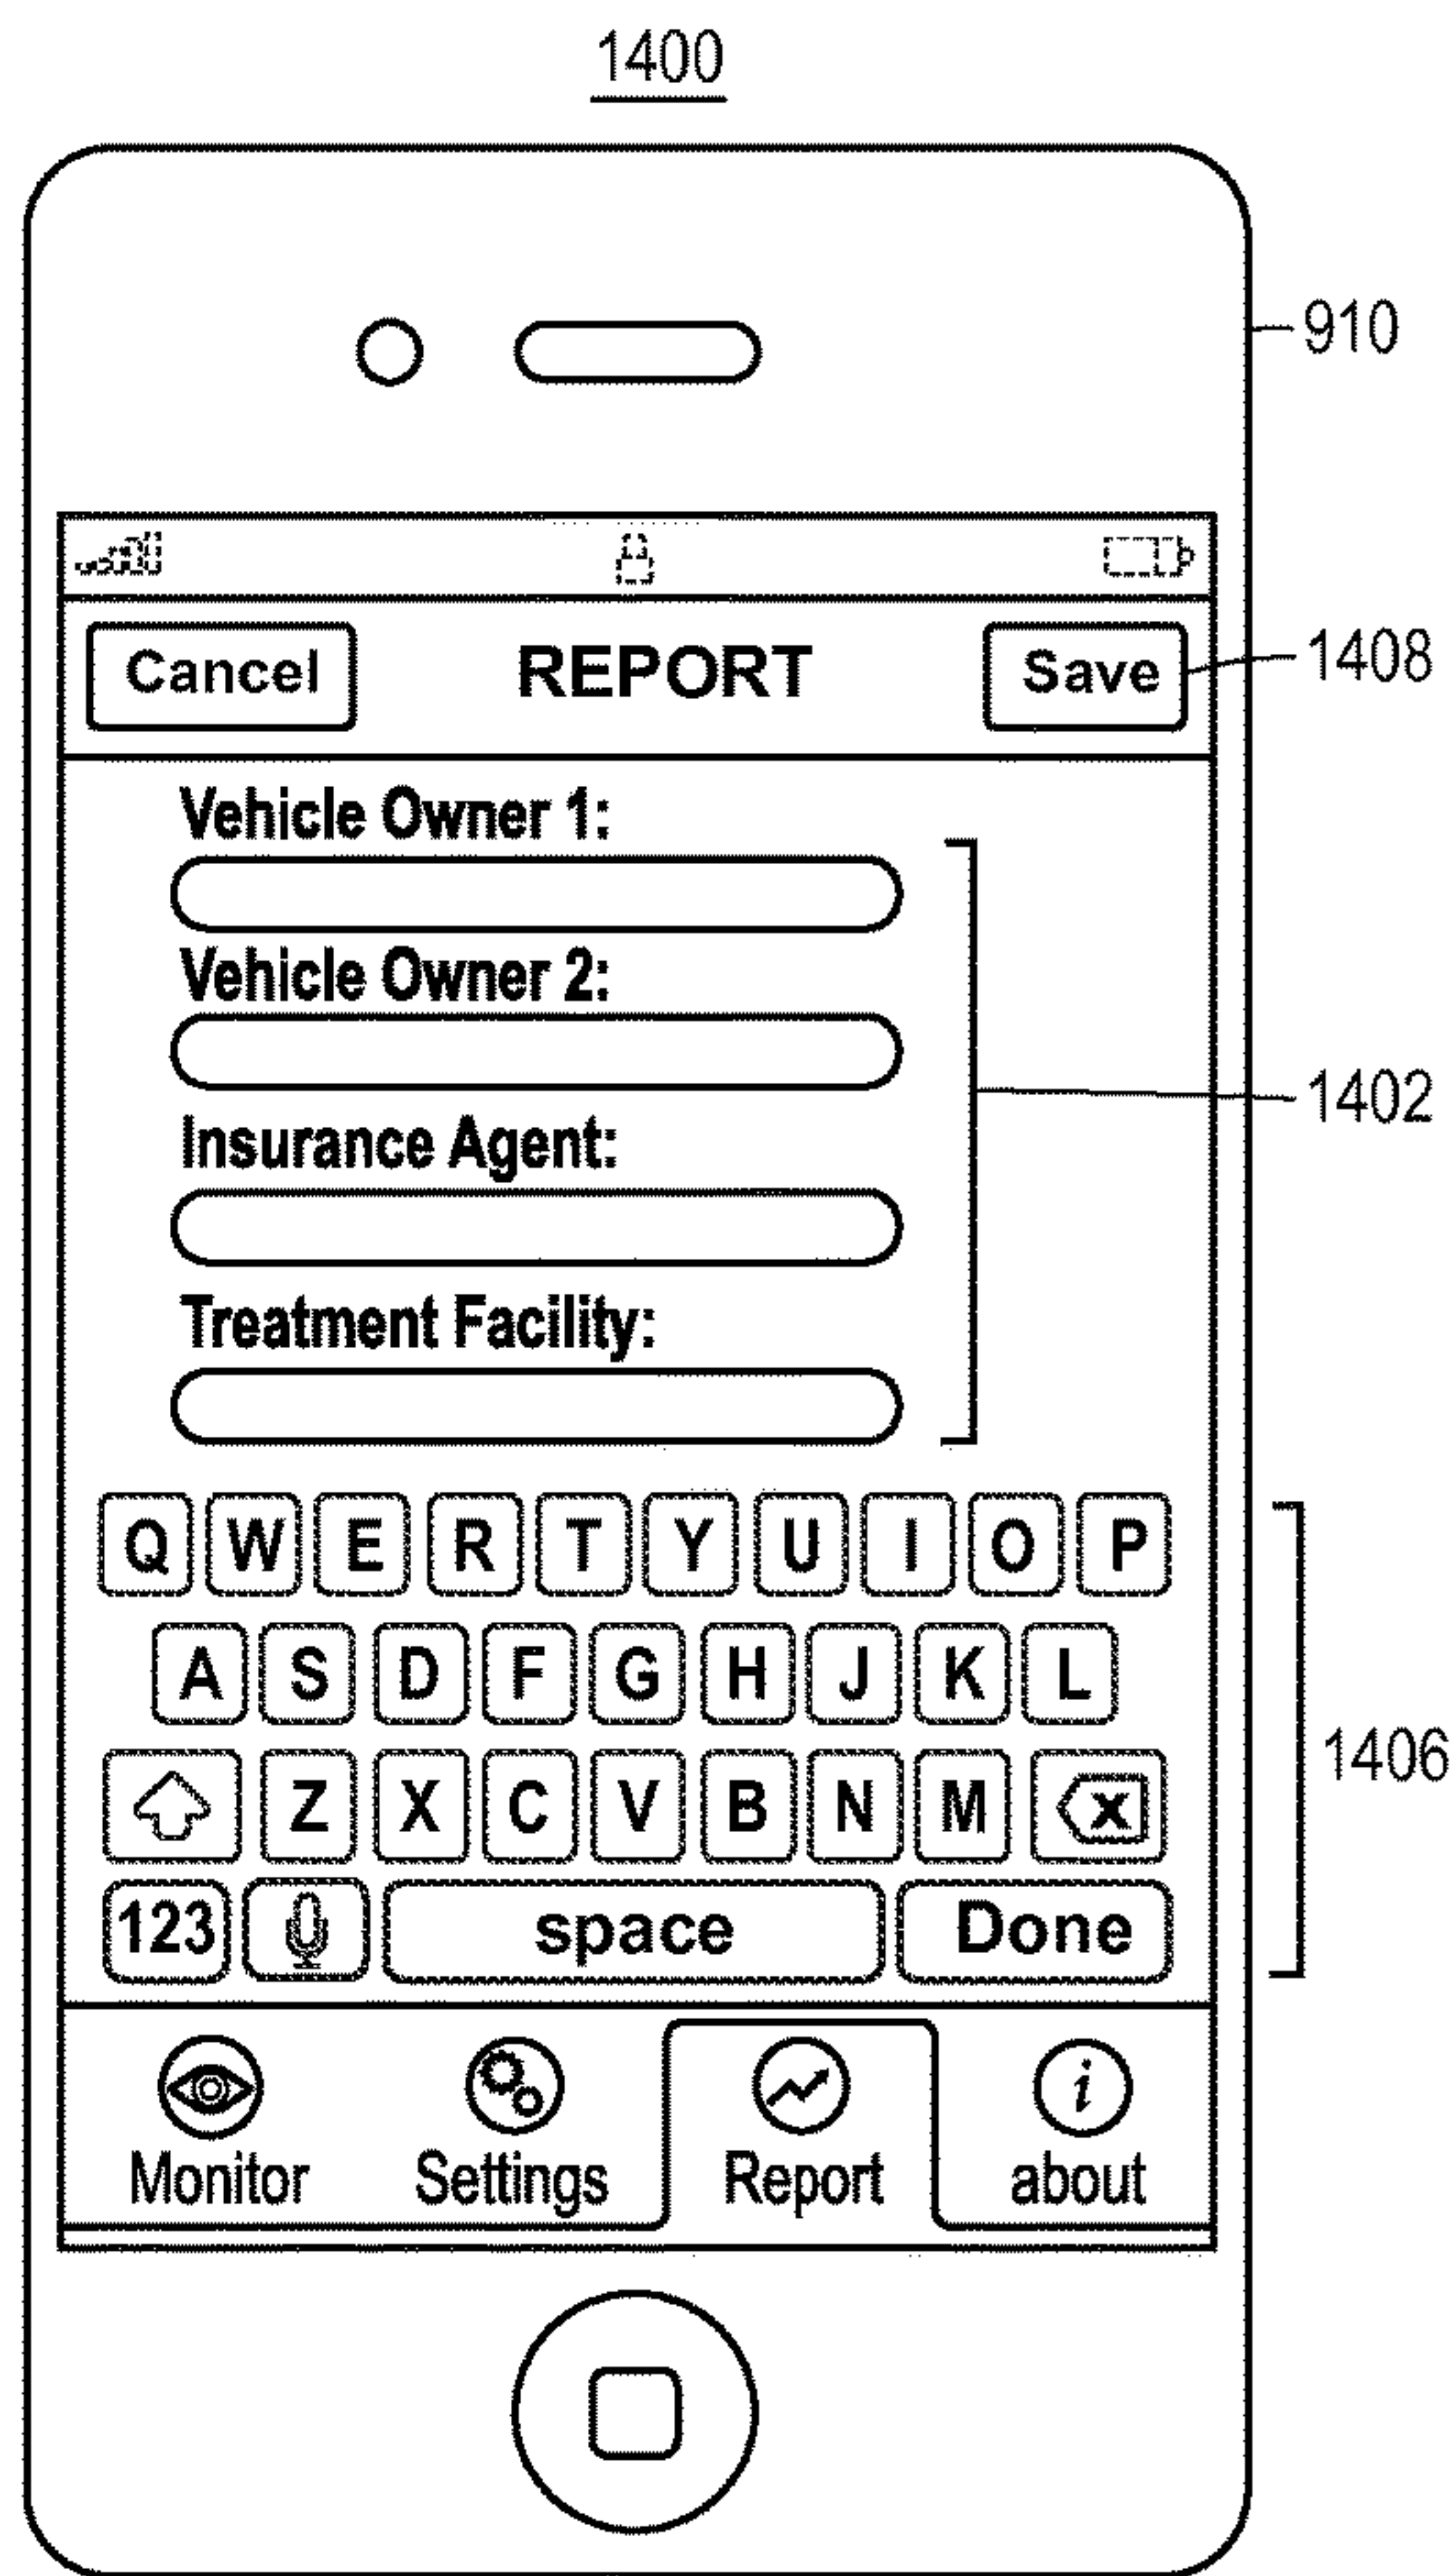 1400
910
Cancel REPORT Save 1408
Vehicle Owner 1:
Vehicle Owner 2:
1402
Insurance Agent:
Treatment Facility:
Q W E R T Y U I O P
A S D F G H J K L
1406
Z X C V B N M X
123 space Done
Monitor Settings Report about